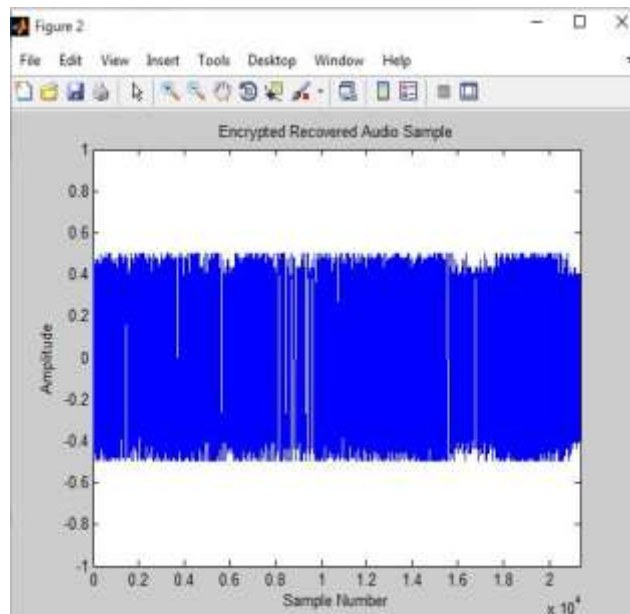 Figure 2
File Edit View Insert Tools Desktop Window Help
Encrypted Recovered Audio Sample
1
0.8
0.6
0.4
0.2
0
-0.2
-0.4
-0.6
-0.8
-1
Amplitude
0 0.2 0.4 0.6 0.8 1 1.2 1.4 1.6 1.8 2
x 10^4
Sample Number